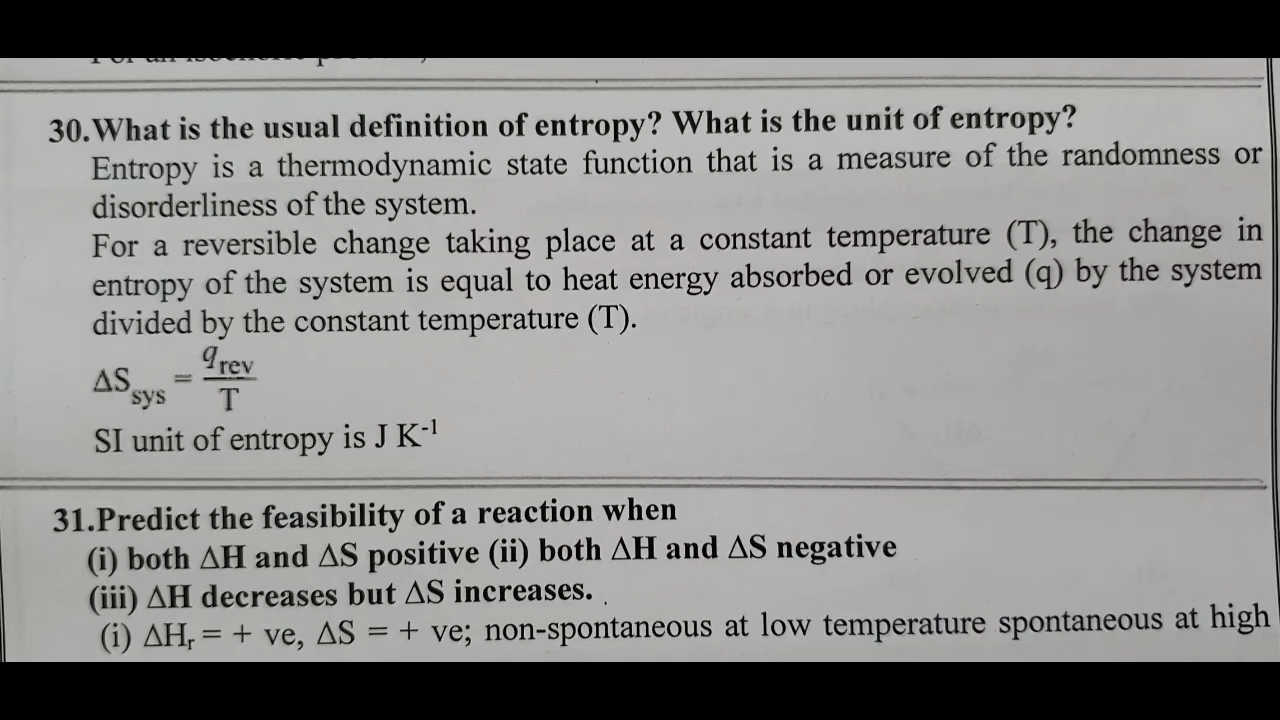 30.What is the usual definition of entropy? What is the unit of entropy?
Entropy is a thermodynamic state function that is a measure of the randomness or
disorderliness of the system.
For a reversible change taking place at a constant temperature (T), the change in
entropy of the system is equal to heat energy absorbed or evolved (q) by the system
divided by the constant temperature (T).
ΔS_sys = q_rev / T
SI unit of entropy is J K⁻¹
31.Predict the feasibility of a reaction when
(i) both ΔH and ΔS positive (ii) both ΔH and ΔS negative
(iii) ΔH decreases but ΔS increases.
(i) ΔH_r = + ve, ΔS = + ve; non-spontaneous at low temperature spontaneous at high